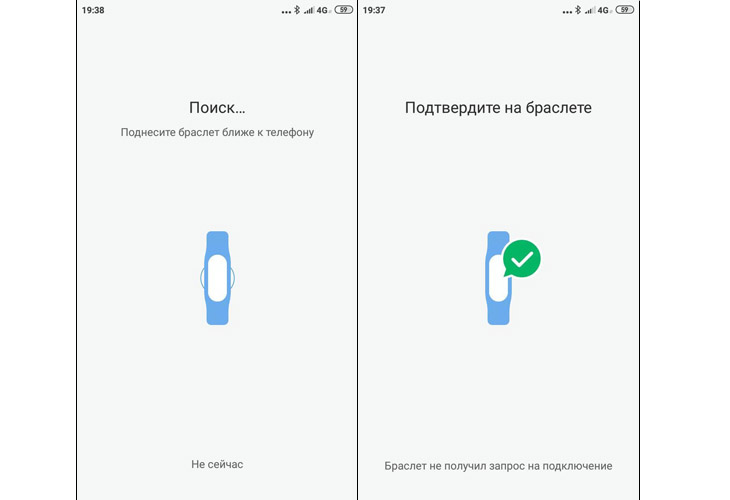 19:38
4G
59
Поиск...
Поднесите браслет ближе к телефону
Не сейчас
19:37
4G
59
Подтвердите на браслете
Браслет не получил запрос на подключение